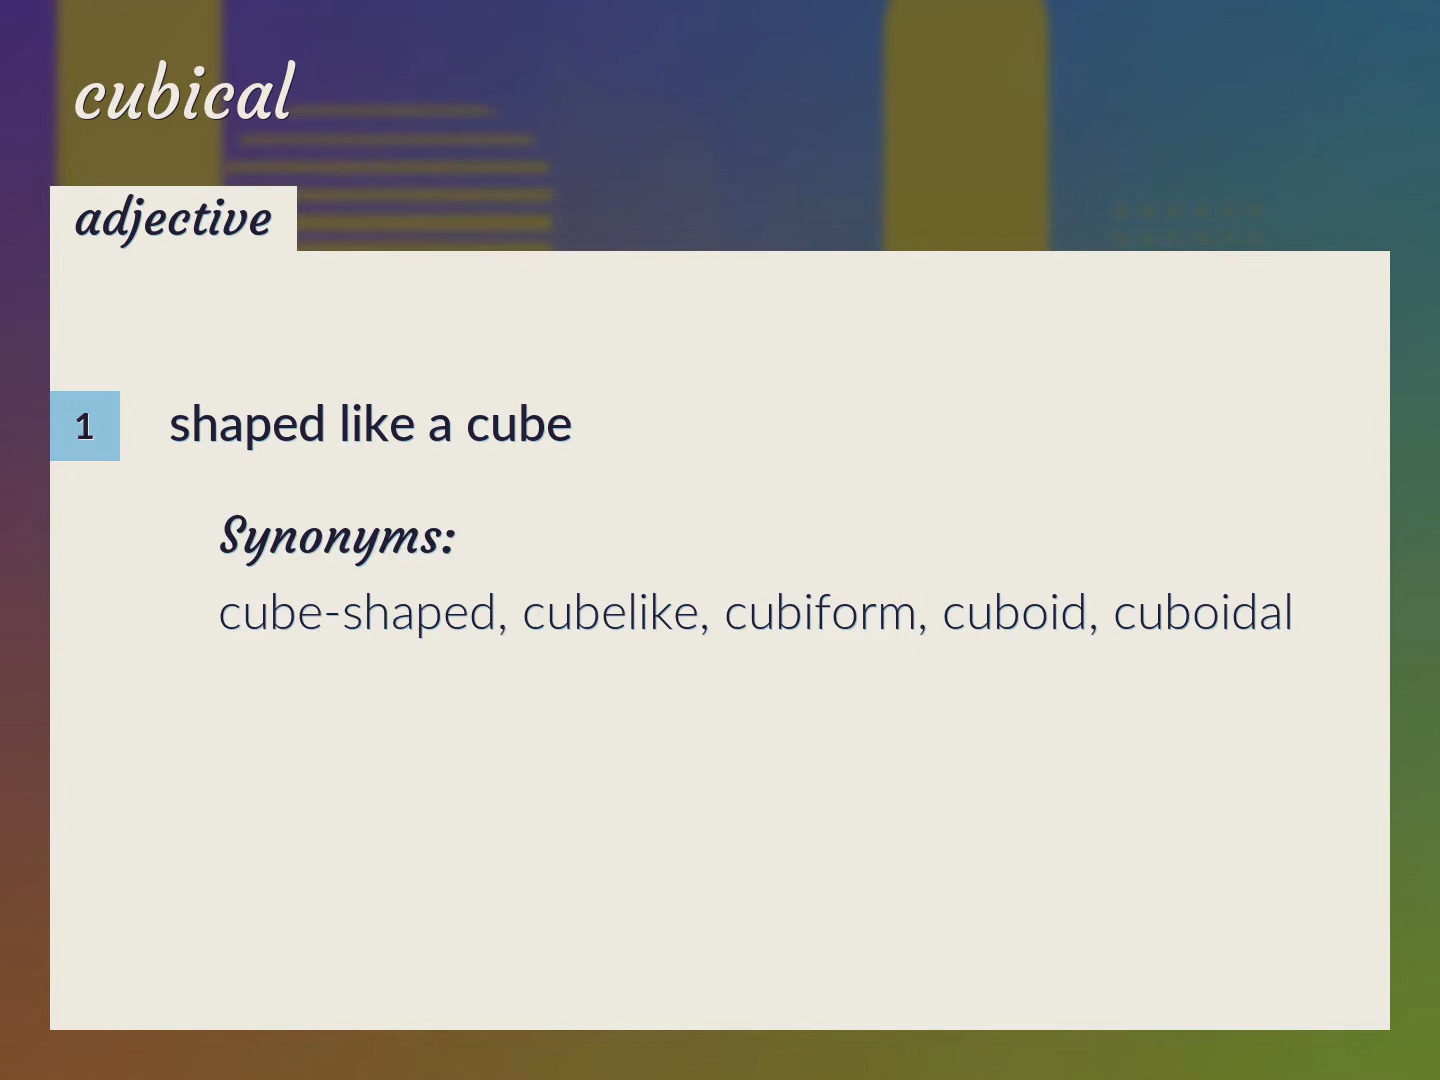 cubical
adjective
1 shaped like a cube
Synonyms:
cube-shaped, cubelike, cubiform, cuboid, cuboidal